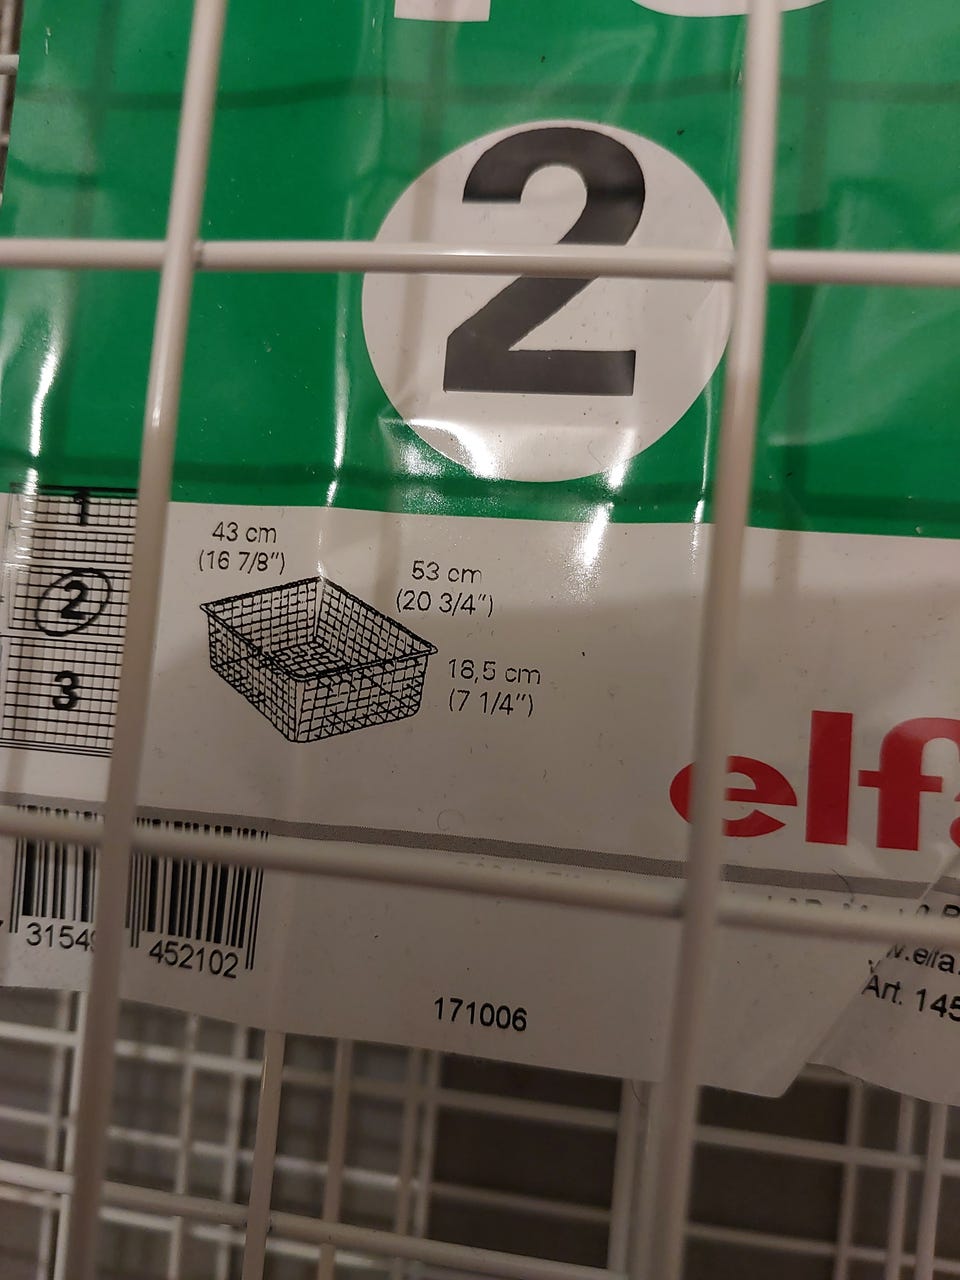 2
1
2
3
43 cm
(16 7/8")
53 cm
(20 3/4")
18,5 cm
(7 1/4")
elfa
452102
171006
Art. 145